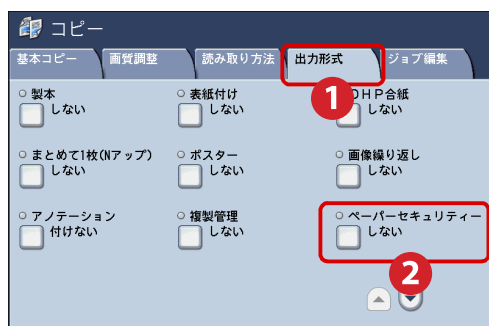 コピー
基本コピー 画質調整 読み取り方法 出力形式 ジョブ編集
1
製本 表紙付け OHP合紙
しない しない しない
まとめて1枚(Nアップ) ポスター 画像繰り返し
しない しない しない
アノテーション 複製管理 ペーパーセキュリティー
付けない しない しない
2